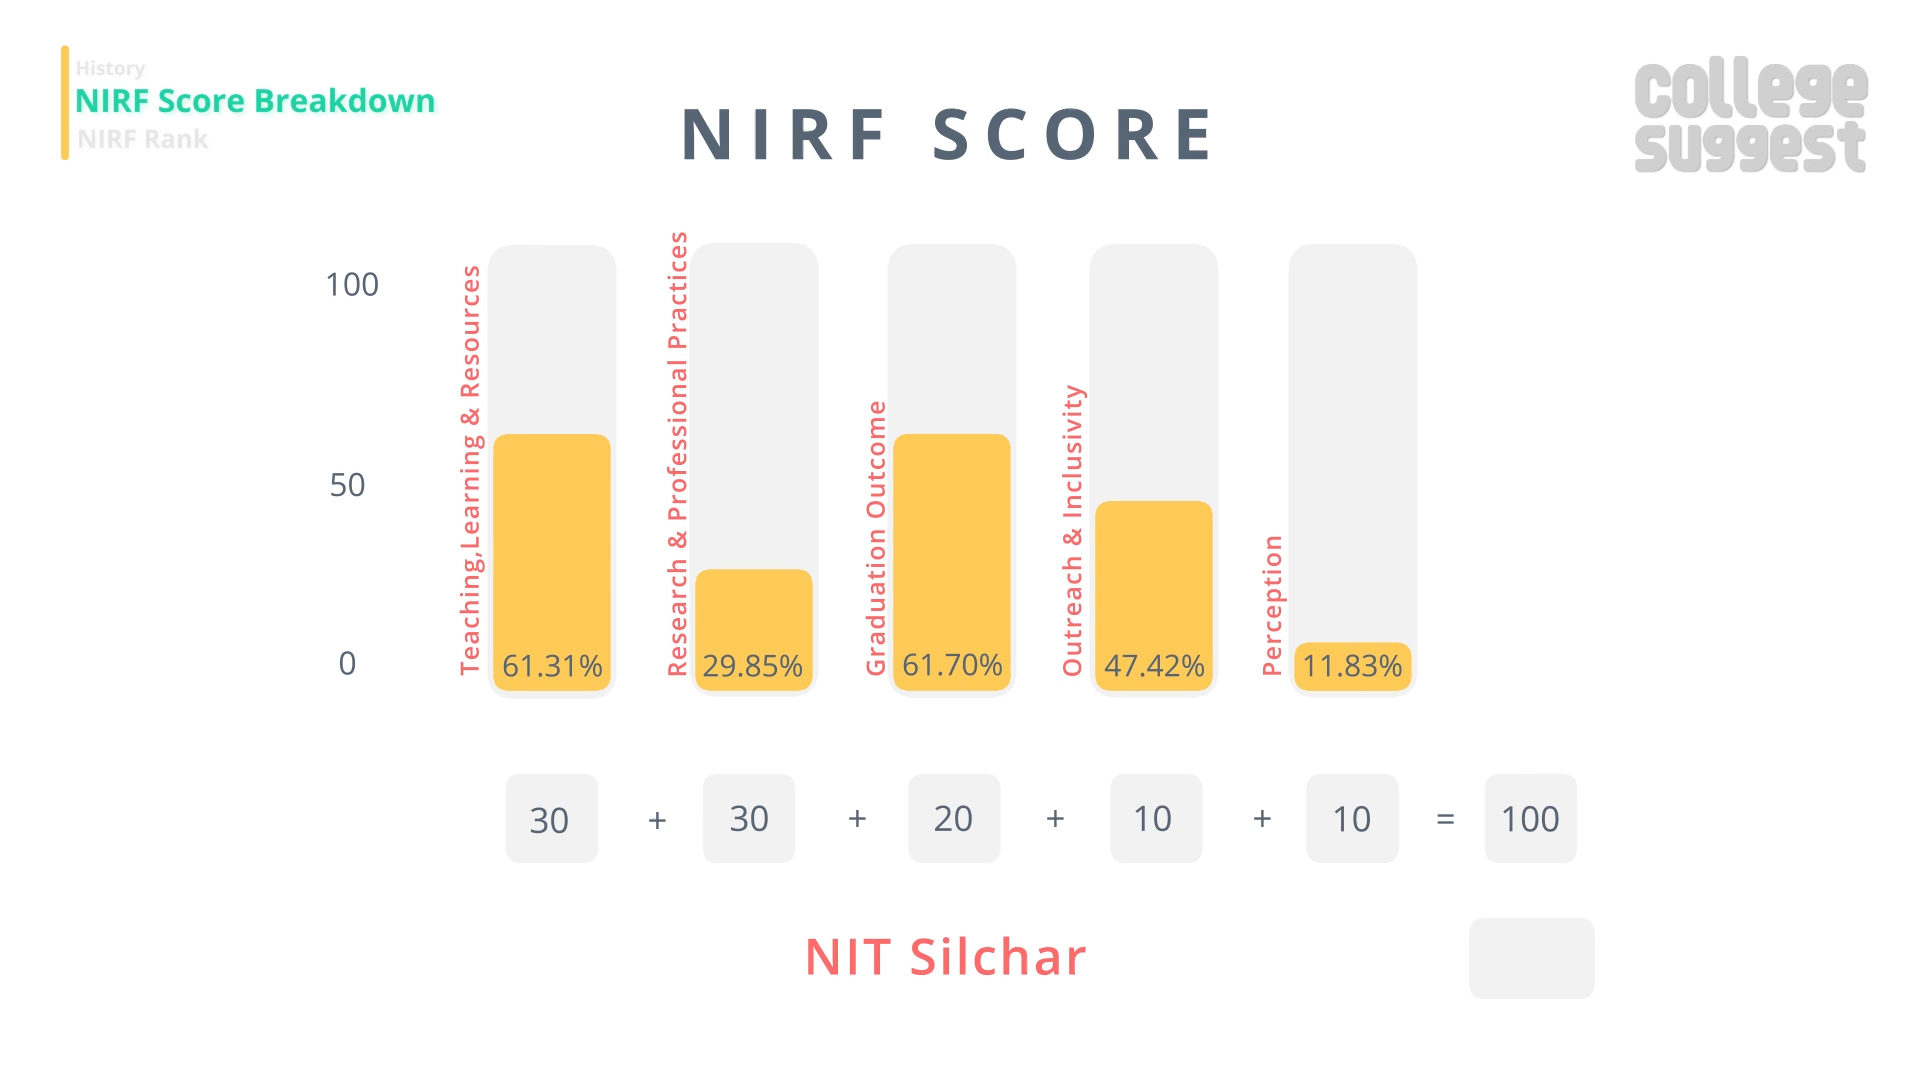 History
NIRF Score Breakdown
NIRF Rank
NIRF SCORE
college
suggest
100
50
0
Teaching,Learning & Resources
Research & Professional Practices
Graduation Outcome
Outreach & Inclusivity
Perception
61.31%
29.85%
61.70%
47.42%
11.83%
30 + 30 + 20 + 10 + 10 = 100
NIT Silchar